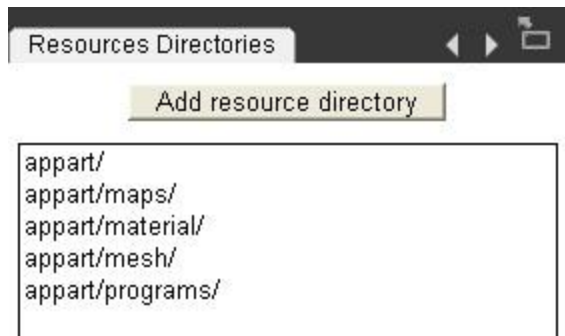 Resources Directories
Add resource directory
appart/
appart/maps/
appart/material/
appart/mesh/
appart/programs/